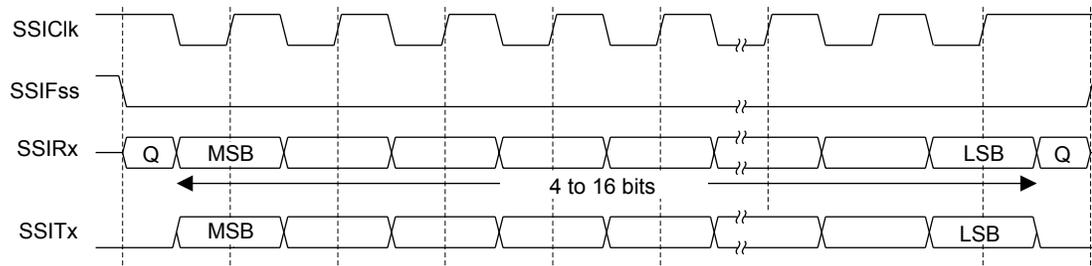 SSIClk
SSIFss
SSIRx Q MSB LSB Q
4 to 16 bits
SSITx MSB LSB